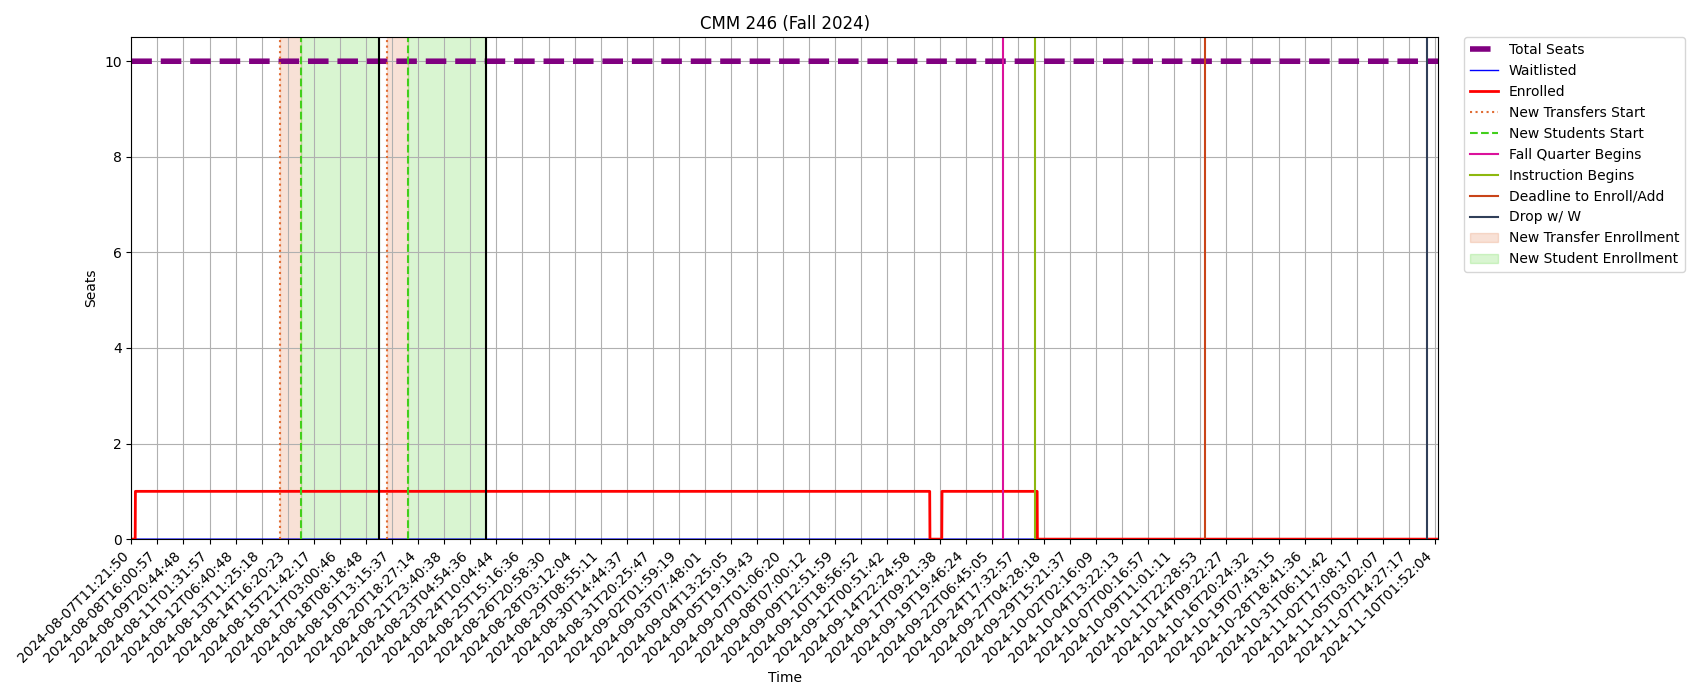 CMM 246 (Fall 2024)
10
8
6
4
2
0
Seats
2024-08-07T11:21:50
2024-08-08T16:00:57
2024-08-09T20:44:48
2024-08-11T01:31:57
2024-08-12T06:40:48
2024-08-13T11:25:18
2024-08-14T16:20:23
2024-08-15T21:42:17
2024-08-17T03:00:46
2024-08-18T08:18:48
2024-08-19T13:15:37
2024-08-20T18:27:14
2024-08-21T23:40:38
2024-08-23T04:54:36
2024-08-24T10:04:44
2024-08-25T15:16:36
2024-08-26T20:58:30
2024-08-28T03:12:04
2024-08-29T08:55:11
2024-08-30T14:44:37
2024-08-31T20:25:47
2024-09-02T01:59:19
2024-09-03T07:48:01
2024-09-04T13:25:05
2024-09-05T19:19:43
2024-09-07T01:06:20
2024-09-08T07:00:12
2024-09-09T12:51:59
2024-09-10T18:56:52
2024-09-12T00:51:42
2024-09-14T22:24:58
2024-09-17T09:21:38
2024-09-19T19:46:24
2024-09-22T06:45:05
2024-09-24T17:32:57
2024-09-27T04:28:18
2024-09-29T15:21:37
2024-10-02T02:16:09
2024-10-04T13:22:13
2024-10-07T00:16:57
2024-10-09T11:01:11
2024-10-11T22:28:53
2024-10-14T09:22:27
2024-10-16T20:24:32
2024-10-19T07:43:15
2024-10-28T18:41:36
2024-10-31T06:11:42
2024-11-02T17:08:17
2024-11-05T03:02:07
2024-11-07T14:27:17
2024-11-10T01:52:04
Time
Total Seats
Waitlisted
Enrolled
New Transfers Start
New Students Start
Fall Quarter Begins
Instruction Begins
Deadline to Enroll/Add
Drop w/ W
New Transfer Enrollment
New Student Enrollment